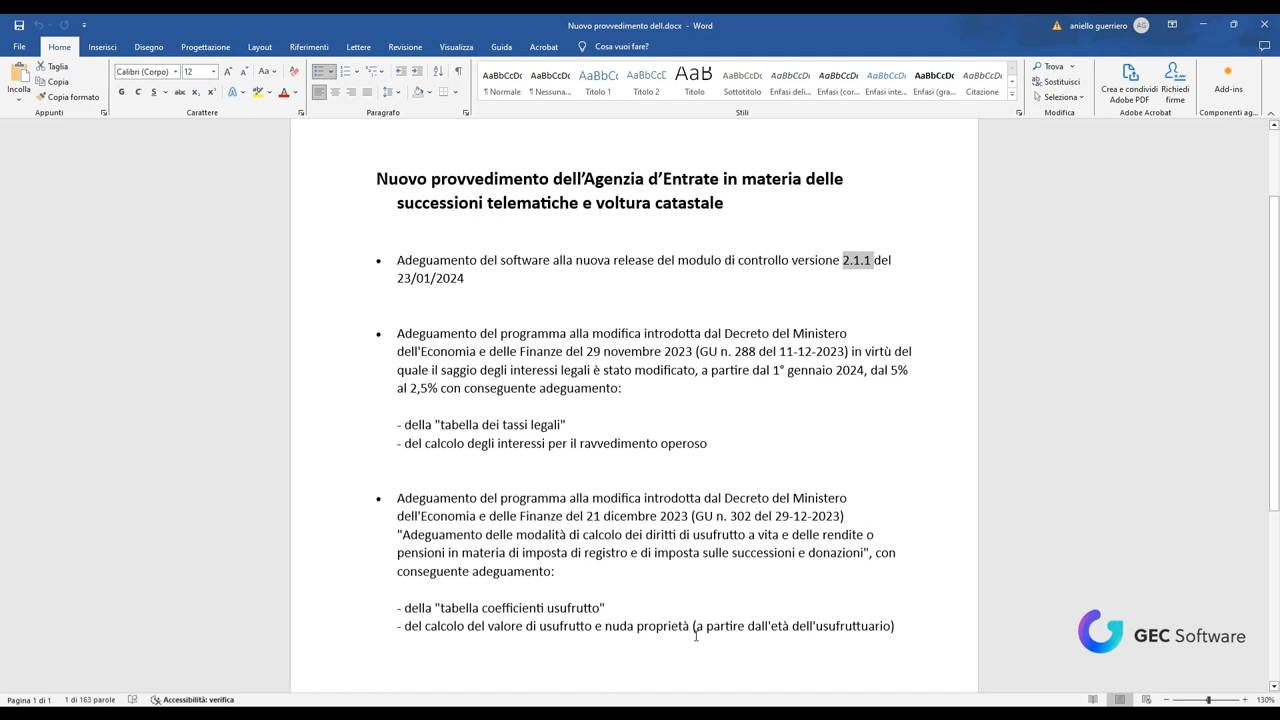 Nuovo provvedimento dell.docx - Word
aniello guerriero AG
File Home Inserisci Disegno Progettazione Layout Riferimenti Lettere Revisione Visualizza Guida Acrobat Cosa vuoi fare?
Incolla
Taglia
Copia
Copia formato
Appunti
Calibri (Corpo) 12
Carattere
Paragrafo
AaBbCcDc AaBbCcDc AaBbC AaBbCcD AaB AaBbCcD AaBbCcDc AaBbCcDc AaBbCcDc AaBbCcDc AaBbCcDc
¶ Normale ¶ Nessuna... Titolo 1 Titolo 2 Titolo Sottotitolo Enfasi deli... Enfasi (cor... Enfasi inte... Enfasi (gra... Citazione
Stili
Trova
Sostituisci
Seleziona
Modifica
Crea e condividi Adobe PDF
Richiedi firme
Adobe Acrobat
Add-ins
Componenti ag...
Nuovo provvedimento dell'Agenzia d'Entrate in materia delle
successioni telematiche e voltura catastale
• Adeguamento del software alla nuova release del modulo di controllo versione 2.1.1 del
23/01/2024
• Adeguamento del programma alla modifica introdotta dal Decreto del Ministero
dell'Economia e delle Finanze del 29 novembre 2023 (GU n. 288 del 11-12-2023) in virtù del
quale il saggio degli interessi legali è stato modificato, a partire dal 1° gennaio 2024, dal 5%
al 2,5% con conseguente adeguamento:
- della "tabella dei tassi legali"
- del calcolo degli interessi per il ravvedimento operoso
• Adeguamento del programma alla modifica introdotta dal Decreto del Ministero
dell'Economia e delle Finanze del 21 dicembre 2023 (GU n. 302 del 29-12-2023)
"Adeguamento delle modalità di calcolo dei diritti di usufrutto a vita e delle rendite o
pensioni in materia di imposta di registro e di imposta sulle successioni e donazioni", con
conseguente adeguamento:
- della "tabella coefficienti usufrutto"
- del calcolo del valore di usufrutto e nuda proprietà (a partire dall'età dell'usufruttuario)
GEC Software
Pagina 1 di 1 1 di 163 parole Accessibilità: verifica 130%